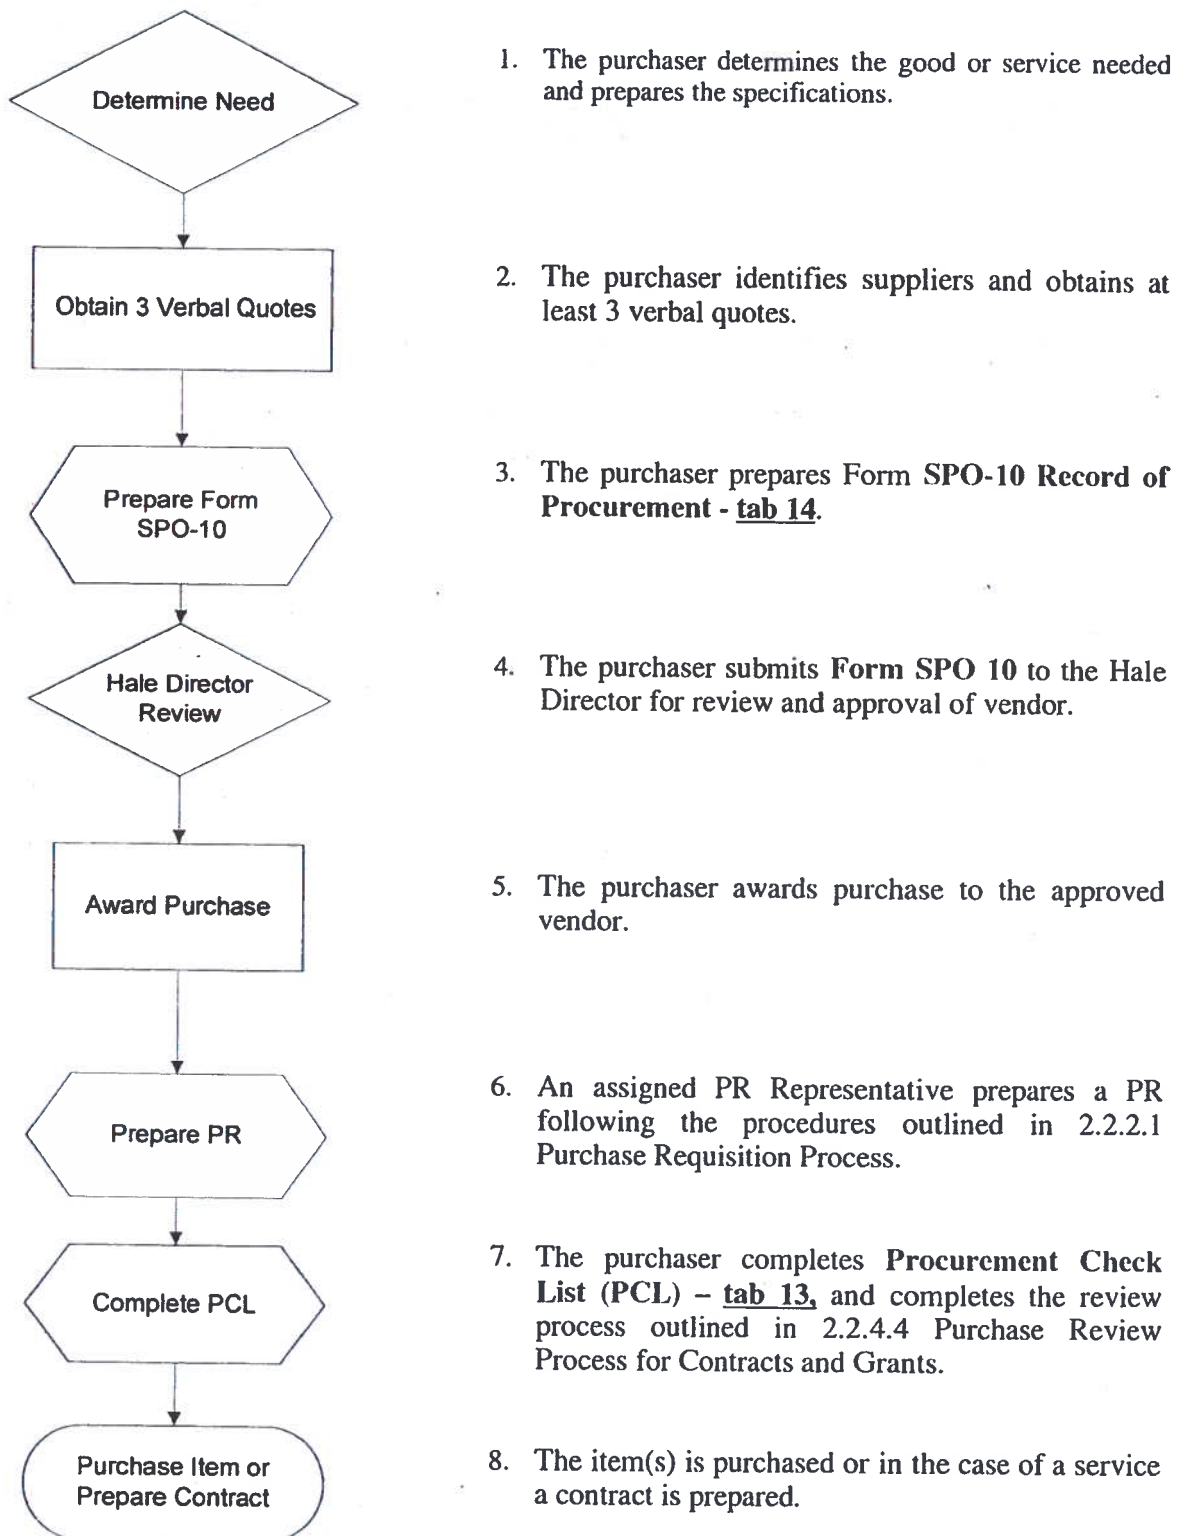 Determine Need
1. The purchaser determines the good or service needed
and prepares the specifications.
Obtain 3 Verbal Quotes
2. The purchaser identifies suppliers and obtains at
least 3 verbal quotes.
Prepare Form
SPO-10
3. The purchaser prepares Form SPO-10 Record of
Procurement - tab 14.
Hale Director
Review
4. The purchaser submits Form SPO 10 to the Hale
Director for review and approval of vendor.
Award Purchase
5. The purchaser awards purchase to the approved
vendor.
Prepare PR
6. An assigned PR Representative prepares a PR
following the procedures outlined in 2.2.2.1
Purchase Requisition Process.
Complete PCL
7. The purchaser completes Procurement Check
List (PCL) – tab 13, and completes the review
process outlined in 2.2.4.4 Purchase Review
Process for Contracts and Grants.
Purchase Item or
Prepare Contract
8. The item(s) is purchased or in the case of a service
a contract is prepared.